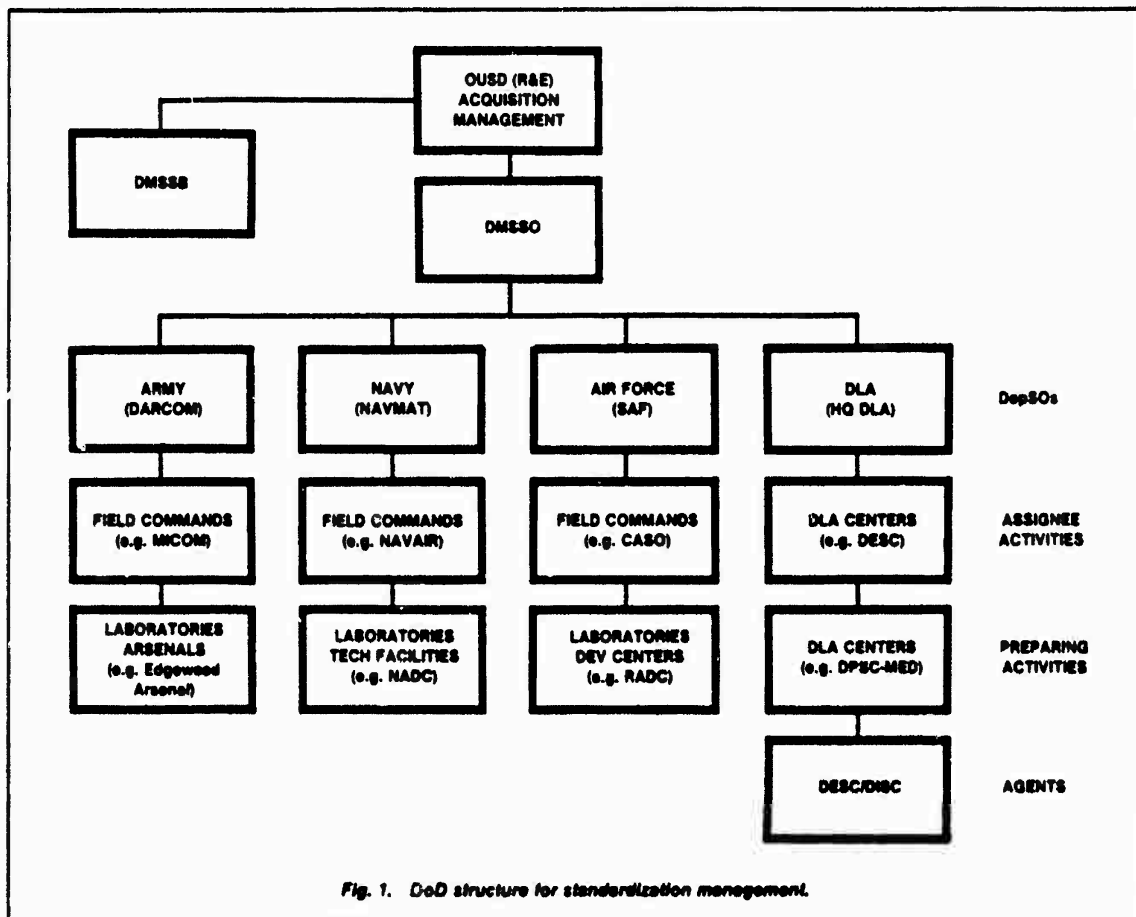 OUSD (R&E)
ACQUISITION
MANAGEMENT
DMSSB
DMSSO
ARMY
(DARCOM)
NAVY
(NAVMAT)
AIR FORCE
(SAF)
DLA
(HQ DLA)
DepSOs
FIELD COMMANDS
(e.g. MICOM)
FIELD COMMANDS
(e.g. NAVAIR)
FIELD COMMANDS
(e.g. CASO)
DLA CENTERS
(e.g. DESC)
ASSIGNEE
ACTIVITIES
LABORATORIES
ARSENALS
(e.g. Edgewood
Arsenal)
LABORATORIES
TECH FACILITIES
(e.g. NADC)
LABORATORIES
DEV CENTERS
(e.g. RADC)
DLA CENTERS
(e.g. DPSC-MED)
PREPARING
ACTIVITIES
DESC/DISC
AGENTS
Fig. 1. DoD structure for standardization management.